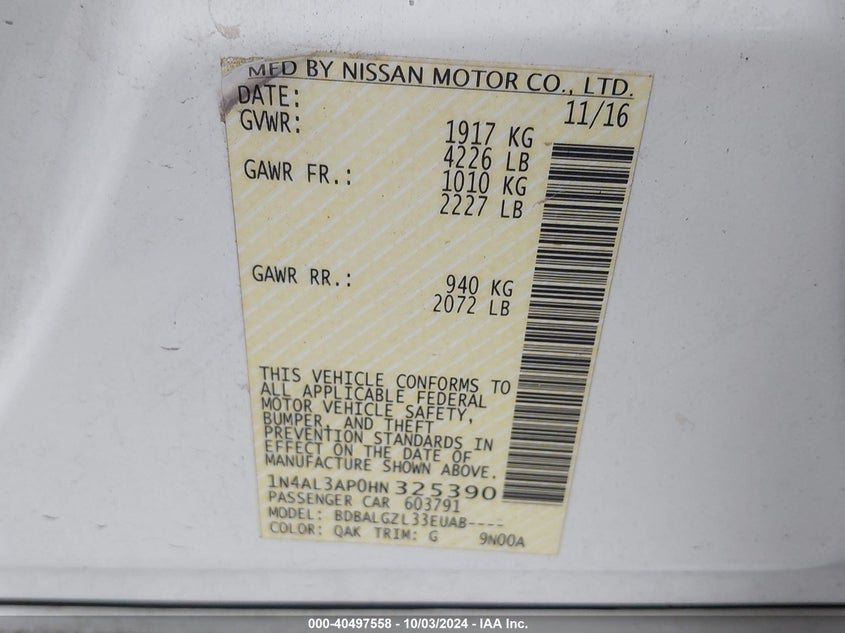 MFD BY NISSAN MOTOR CO., LTD.
DATE: 11/16
GVWR: 1917 KG
4226 LB
GAWR FR.: 1010 KG
2227 LB
GAWR RR.: 940 KG
2072 LB
THIS VEHICLE CONFORMS TO
ALL APPLICABLE FEDERAL
MOTOR VEHICLE SAFETY,
BUMPER, AND THEFT
PREVENTION STANDARDS IN
EFFECT ON THE DATE OF
MANUFACTURE SHOWN ABOVE.
1N4AL3AP0HN325390
PASSENGER CAR 603791
MODEL: BDBALGZL33EUAB----
COLOR: QAK TRIM: G 9N00A
000-40497558 - 10/03/2024 - IAA Inc.